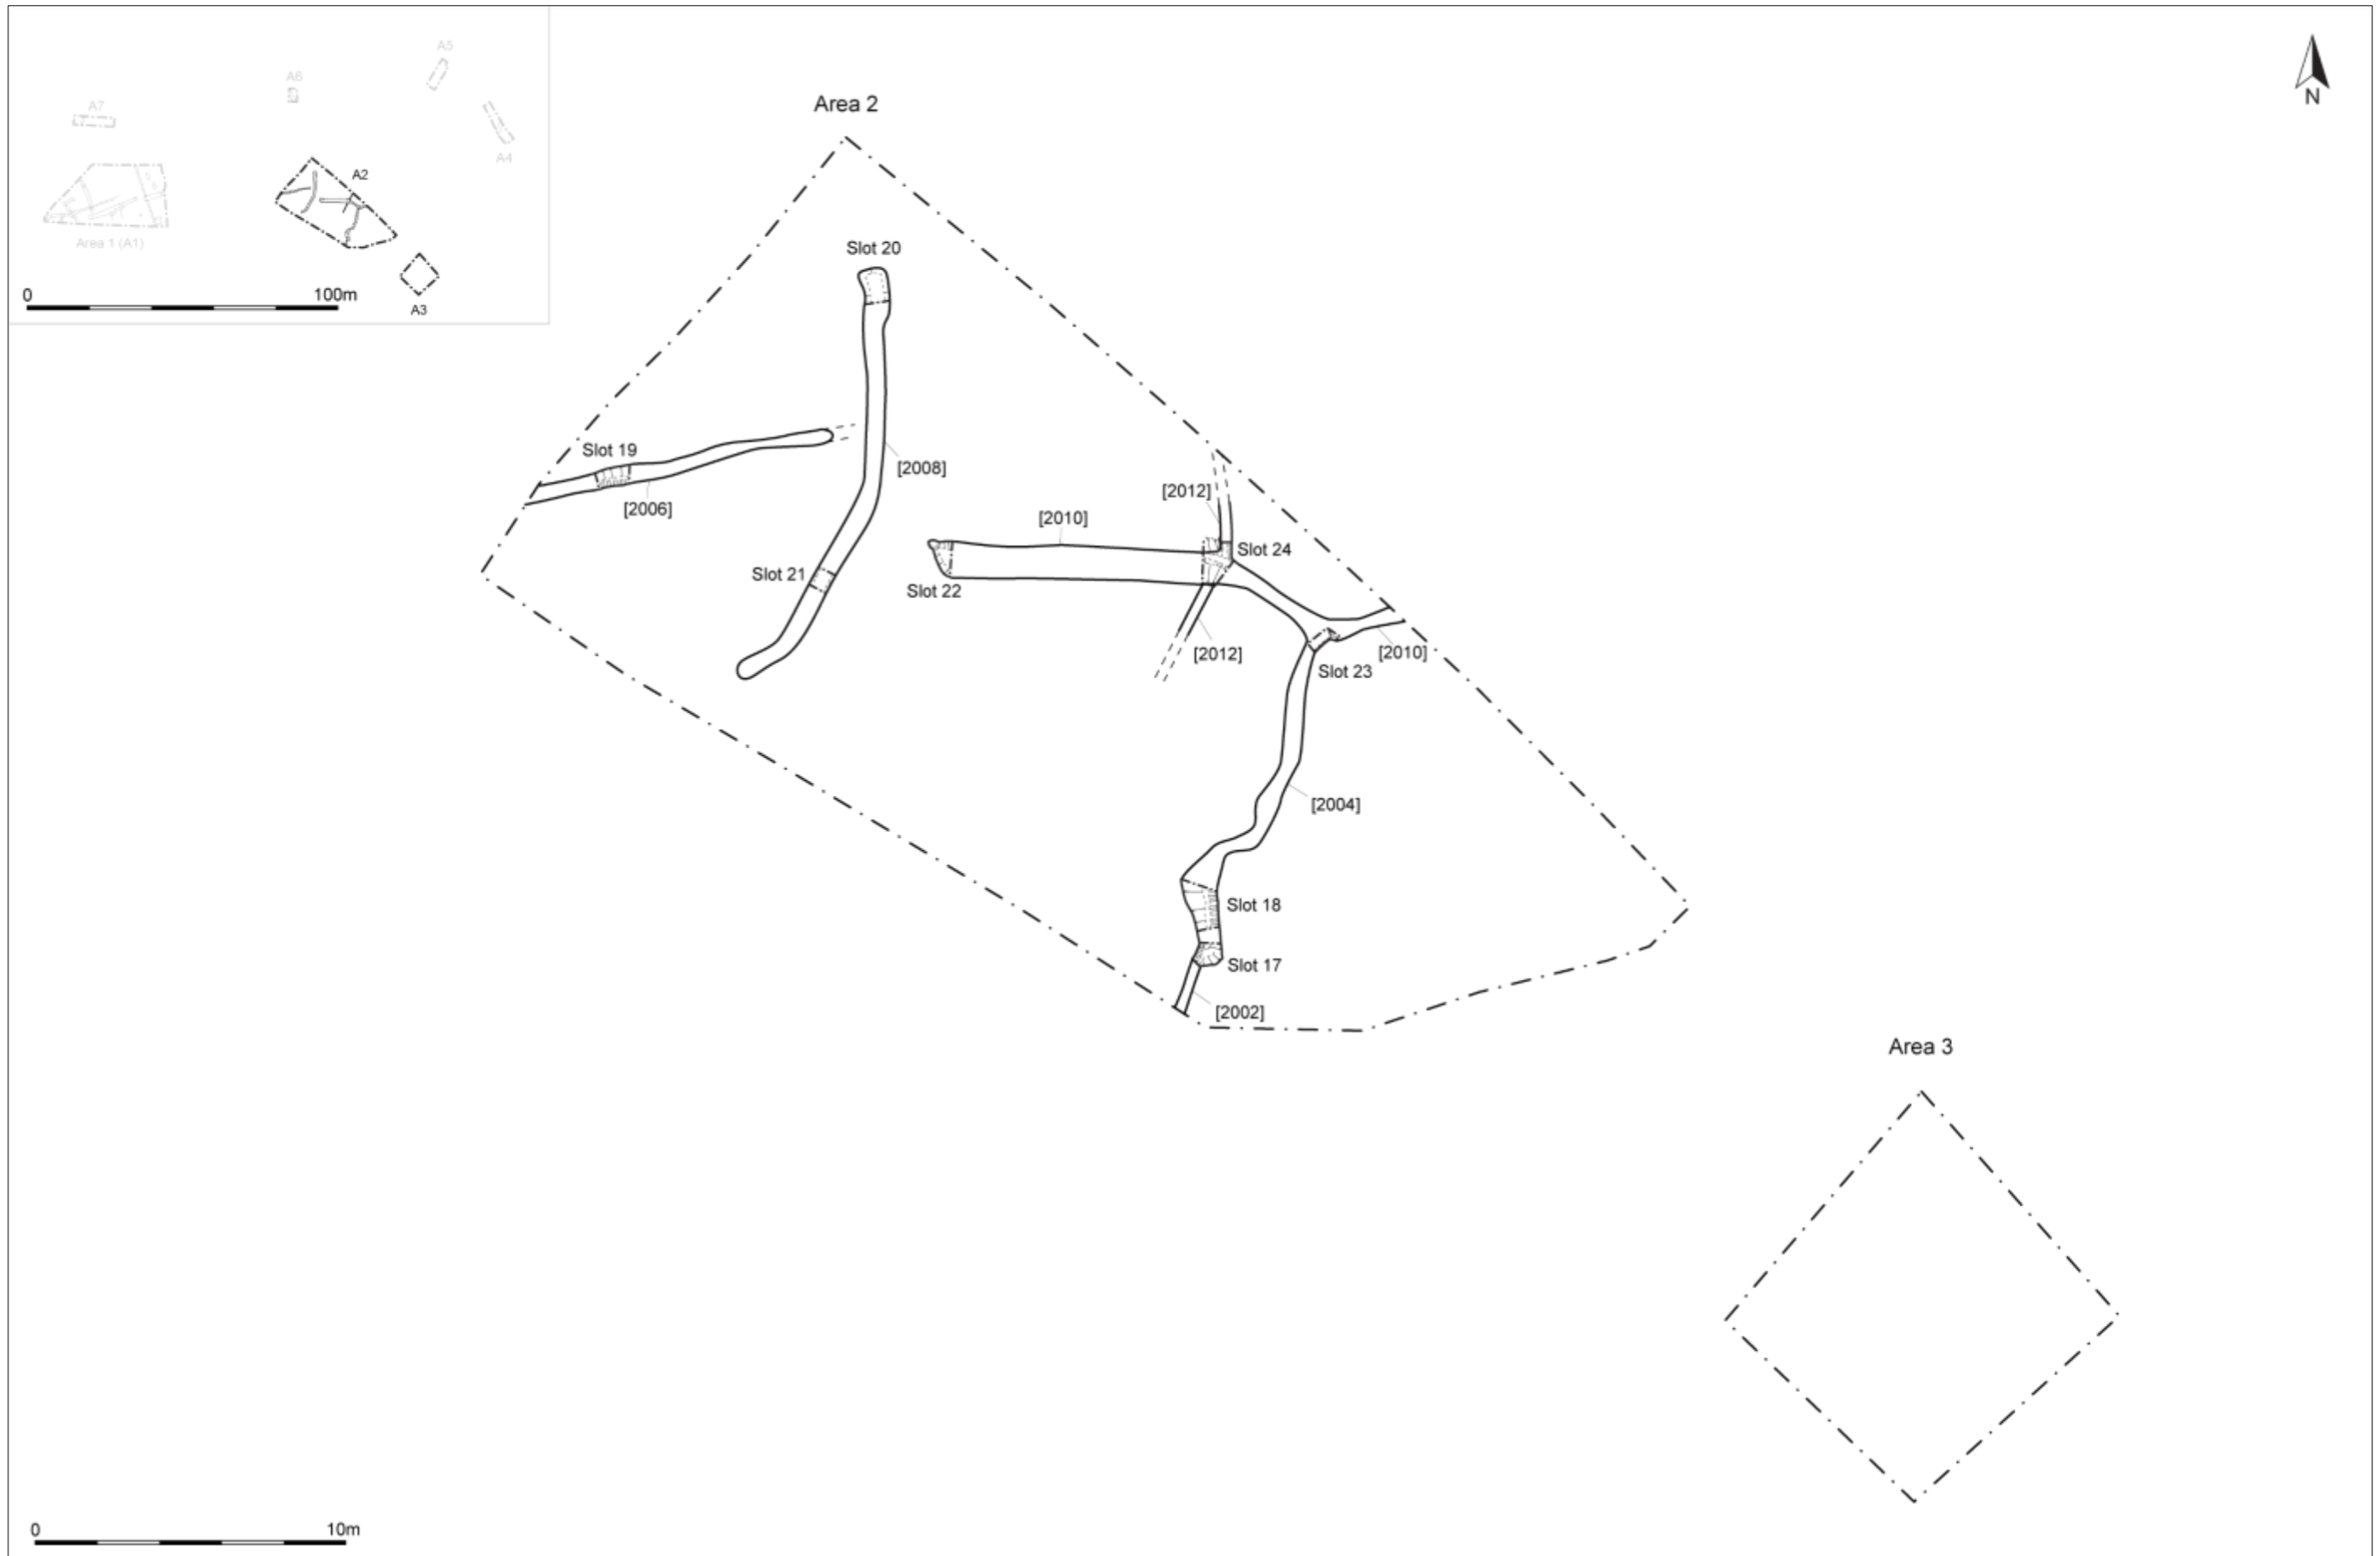 A5
A6
A7
A4
A2
Area 1 (A1)
0 100m
A3
N
Area 2
Slot 20
Slot 19
[2008]
[2006]
[2012]
[2010]
Slot 24
Slot 21
Slot 22
[2012]
[2010]
Slot 23
[2004]
Slot 18
Slot 17
[2002]
Area 3
0 10m